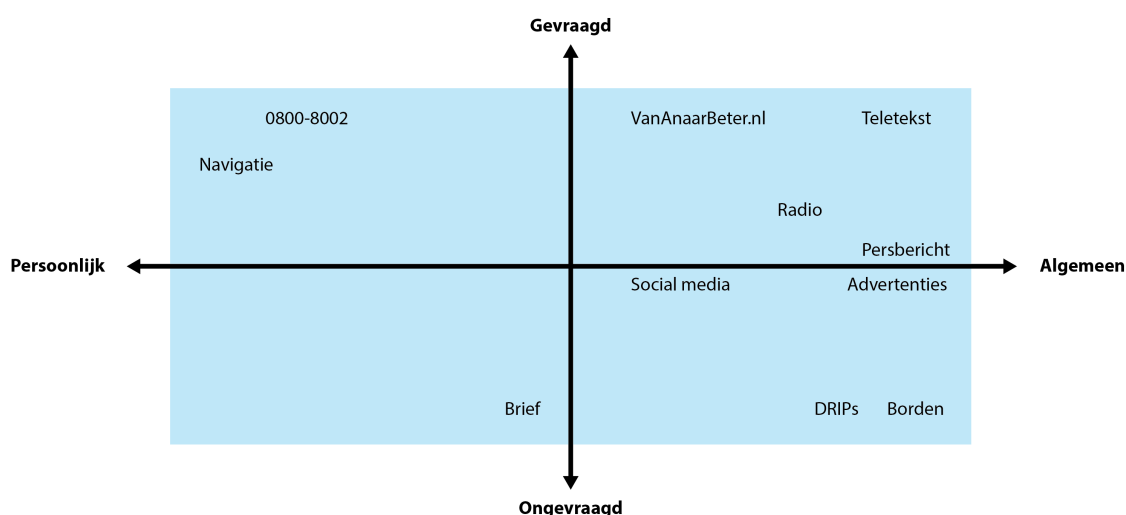 Gevraagd
0800-8002
VanAnaarBeter.nl
Teletekst
Navigatie
Radio
Persbericht
Persoonlijk
Algemeen
Social media
Advertenties
Brief
DRIPs
Borden
Ongevraagd